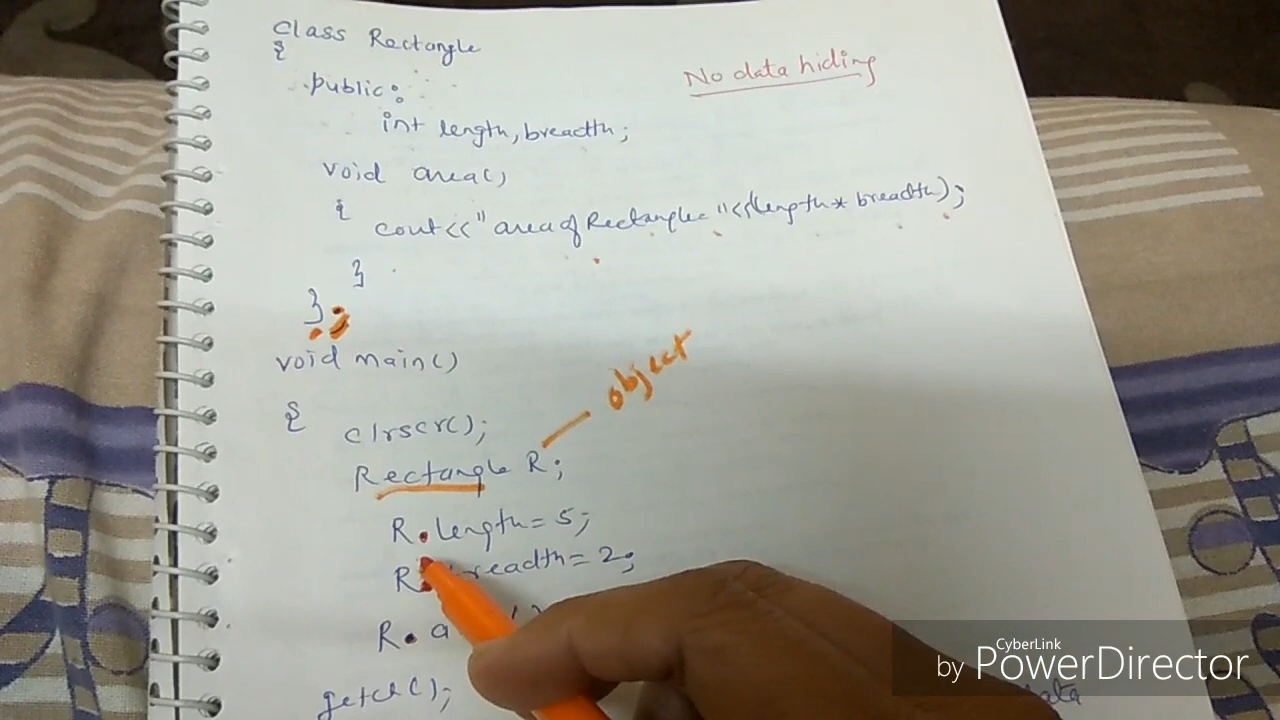 class Rectangle
{
No data hiding
public:
int length, breadth;
void area()
{
cout<<"area of Rectangle="<<(length* breadth);
}
};
void main()
{
object
clrscr();
Rectangle R;
R.length=5;
R.breadth=2;
R.a
getch();
CyberLink
by PowerDirector